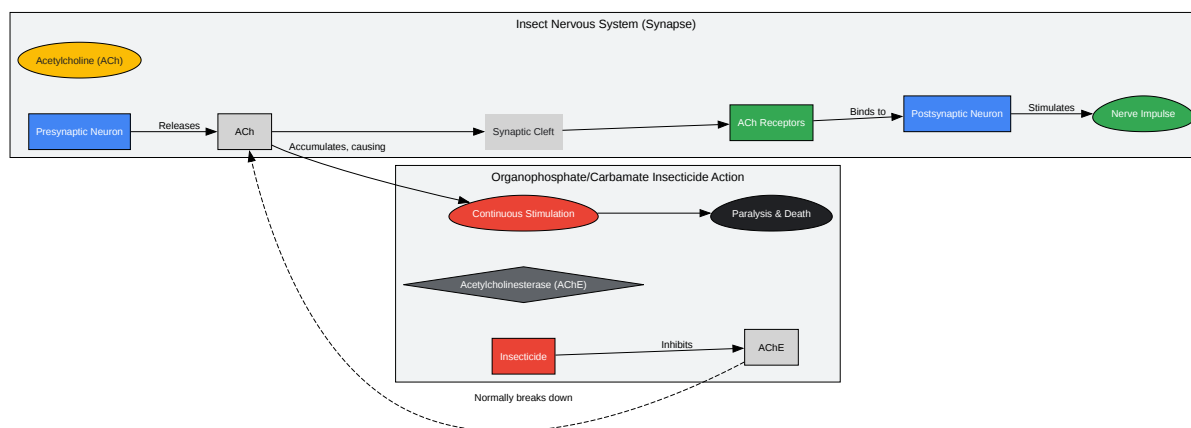 Insect Nervous System (Synapse)
Acetylcholine (ACh)
Presynaptic Neuron
Releases
ACh
Synaptic Cleft
ACh Receptors
Binds to
Postsynaptic Neuron
Stimulates
Nerve Impulse
Accumulates, causing
Organophosphate/Carbamate Insecticide Action
Continuous Stimulation
Paralysis & Death
Acetylcholinesterase (AChE)
Insecticide
Inhibits
AChE
Normally breaks down